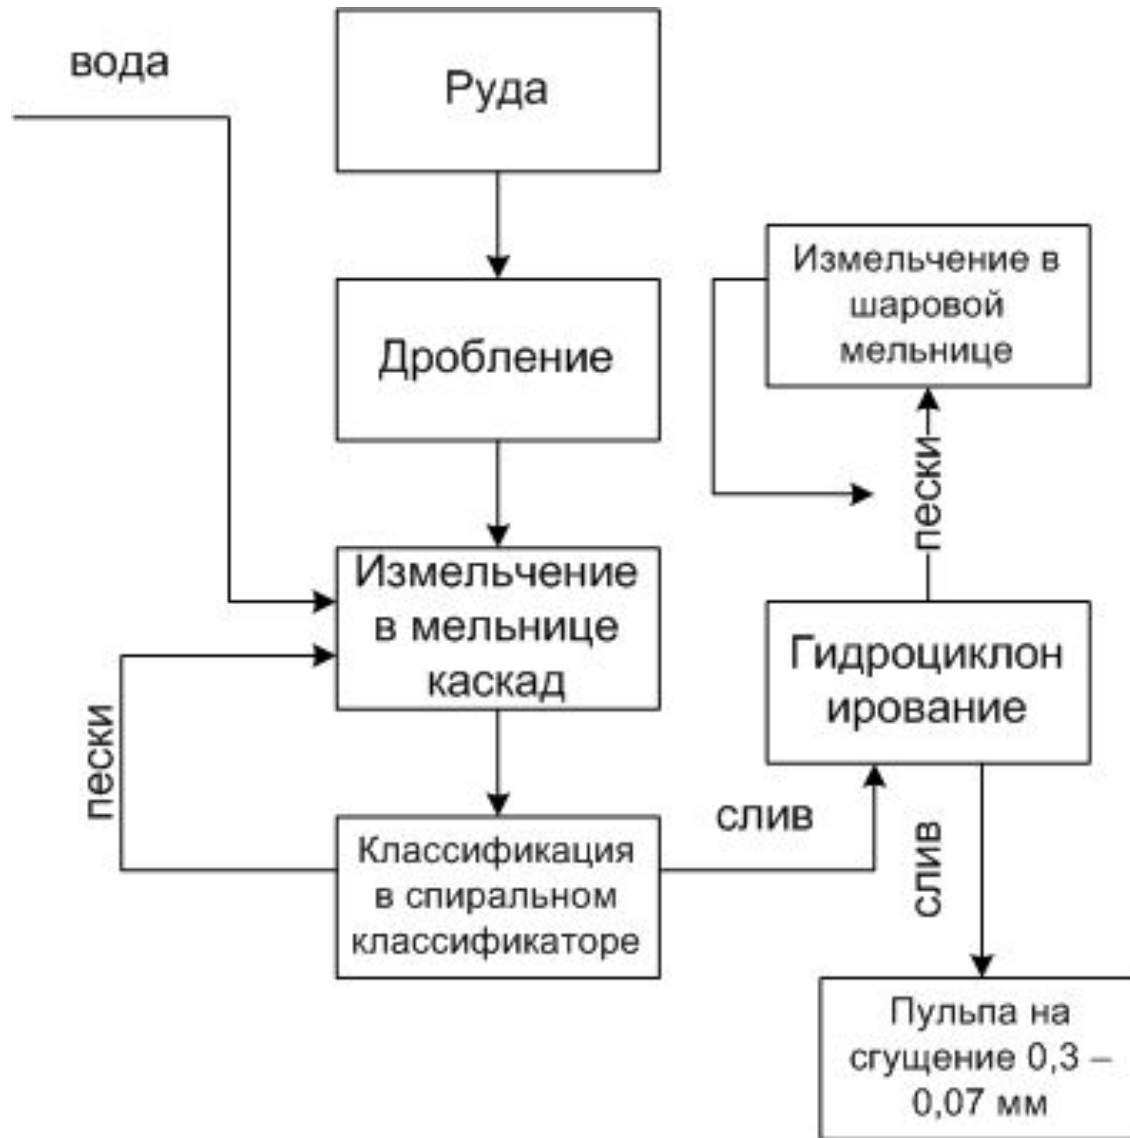 вода
Руда
Дробление
Измельчение в
шаровой
мельнице
пески
Измельчение
в мельнице
каскад
Гидроциклон
ирование
пески
слив
слив
Классификация
в спиральном
классификаторе
Пульпа на
сгущение 0,3 –
0,07 мм